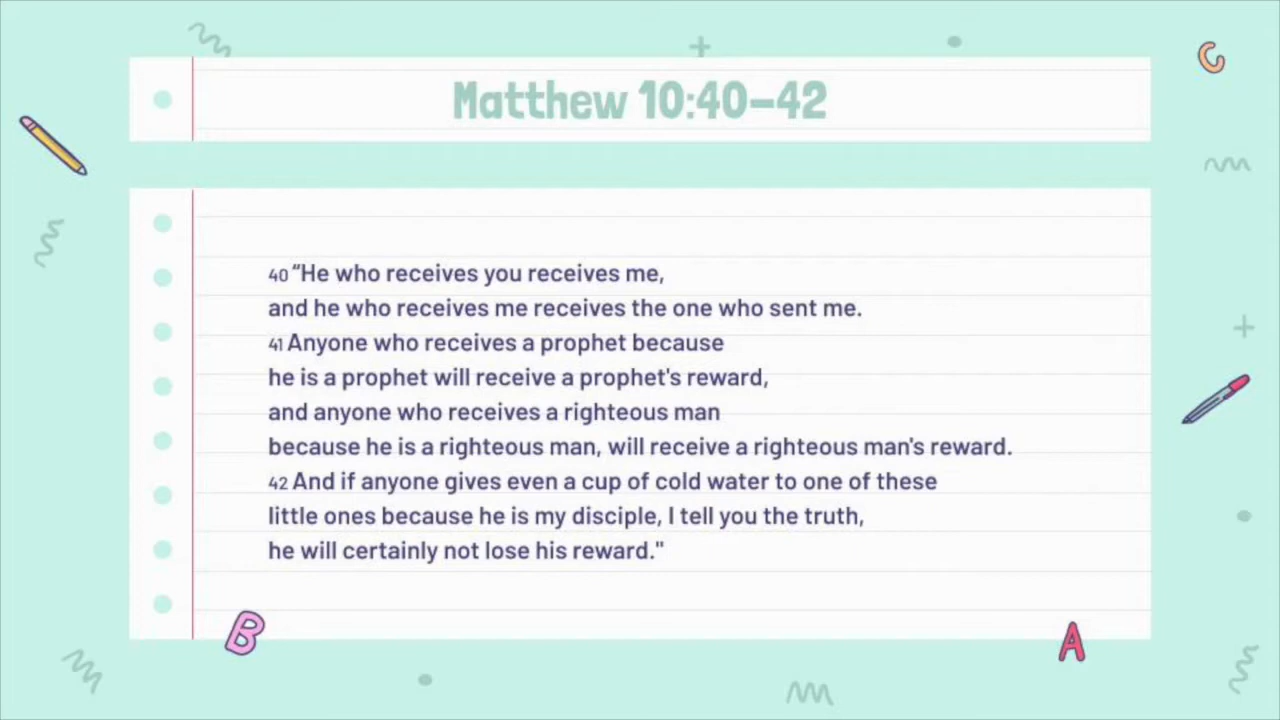 Matthew 10:40–42
40 “He who receives you receives me,
and he who receives me receives the one who sent me.
41 Anyone who receives a prophet because
he is a prophet will receive a prophet's reward,
and anyone who receives a righteous man
because he is a righteous man, will receive a righteous man's reward.
42 And if anyone gives even a cup of cold water to one of these
little ones because he is my disciple, I tell you the truth,
he will certainly not lose his reward."
C
B
A